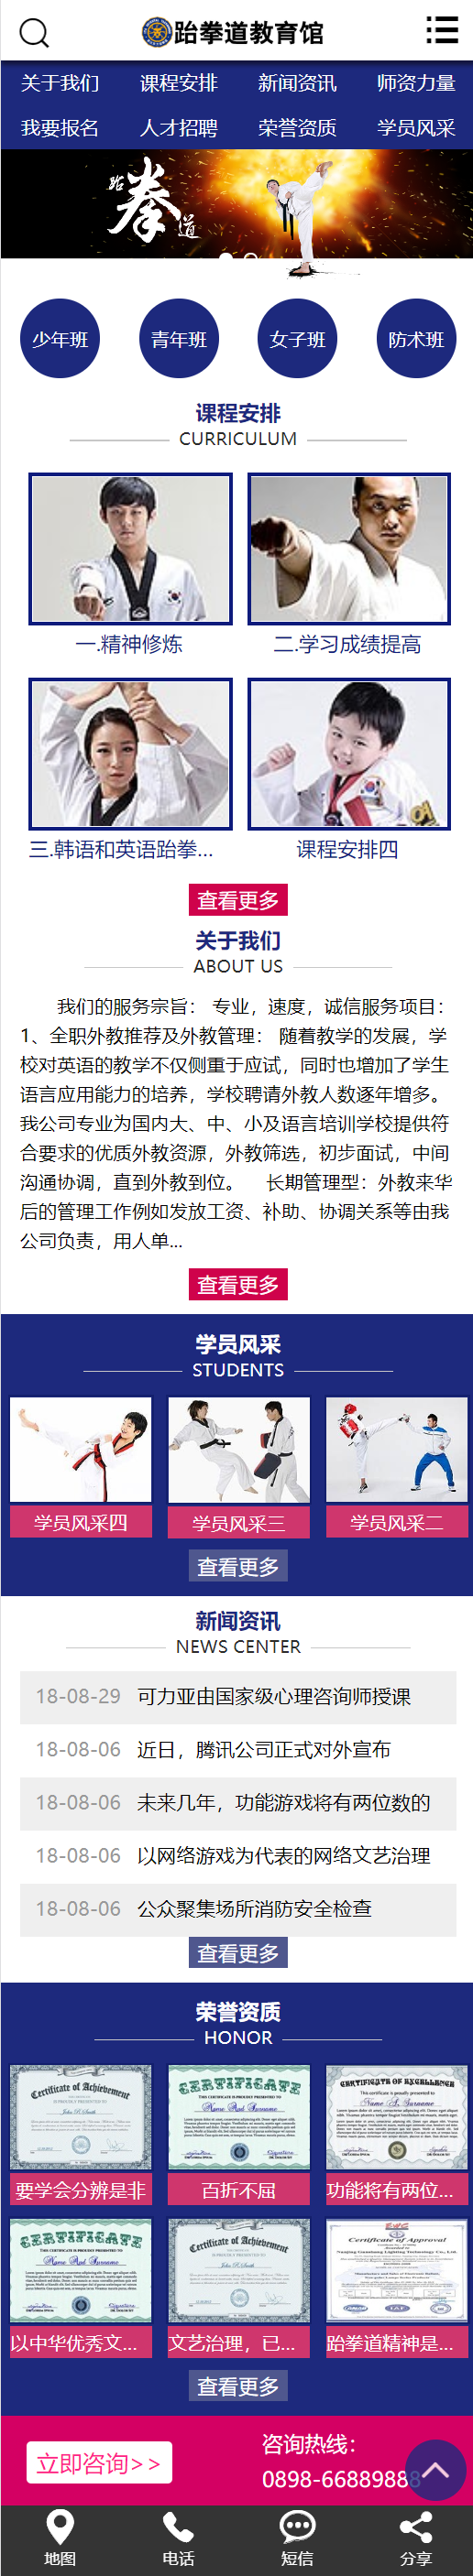 跆拳道教育馆
关于我们 课程安排 新闻资讯 师资力量
我要报名 人才招聘 荣誉资质 学员风采
跆拳道
少年班 青年班 女子班 防术班
课程安排
CURRICULUM
一.精神修炼 二.学习成绩提高
三.韩语和英语跆拳... 课程安排四
查看更多
关于我们
ABOUT US
我们的服务宗旨： 专业，速度，诚信服务项目：
1、全职外教推荐及外教管理： 随着教学的发展，学
校对英语的教学不仅侧重于应试，同时也增加了学生
语言应用能力的培养，学校聘请外教人数逐年增多。
我公司专业为国内大、中、小及语言培训学校提供符
合要求的优质外教资源，外教筛选，初步面试，中间
沟通协调，直到外教到位。 长期管理型：外教来华
后的管理工作例如发放工资、补助、协调关系等由我
公司负责，用人单...
查看更多
学员风采
STUDENTS
学员风采四 学员风采三 学员风采二
查看更多
新闻资讯
NEWS CENTER
18-08-29 可力亚由国家级心理咨询师授课
18-08-06 近日，腾讯公司正式对外宣布
18-08-06 未来几年，功能游戏将有两位数的
18-08-06 以网络游戏为代表的网络文艺治理
18-08-06 公众聚集场所消防安全检查
查看更多
荣誉资质
HONOR
Certificate of Achievement CERTIFICATE CERTIFICATE OF EXCELLENCE
要学会分辨是非 百折不屈 功能将有两位...
CERTIFICATE Certificate of Achievement Certificate of Approval
以中华优秀文... 文艺治理，已... 跆拳道精神是...
查看更多
立即咨询>> 咨询热线：
0898-66889888
地图 电话 短信 分享